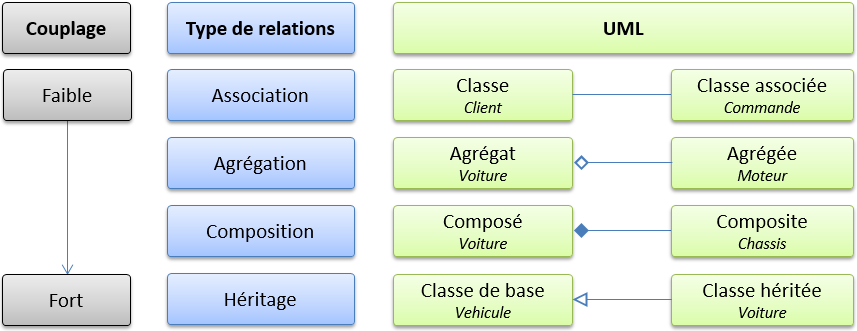 Couplage
Type de relations
UML
Faible
Association
Classe
Client
Classe associée
Commande
Agrégation
Agrégat
Voiture
Agrégée
Moteur
Composition
Composé
Voiture
Composite
Chassis
Fort
Héritage
Classe de base
Vehicule
Classe héritée
Voiture